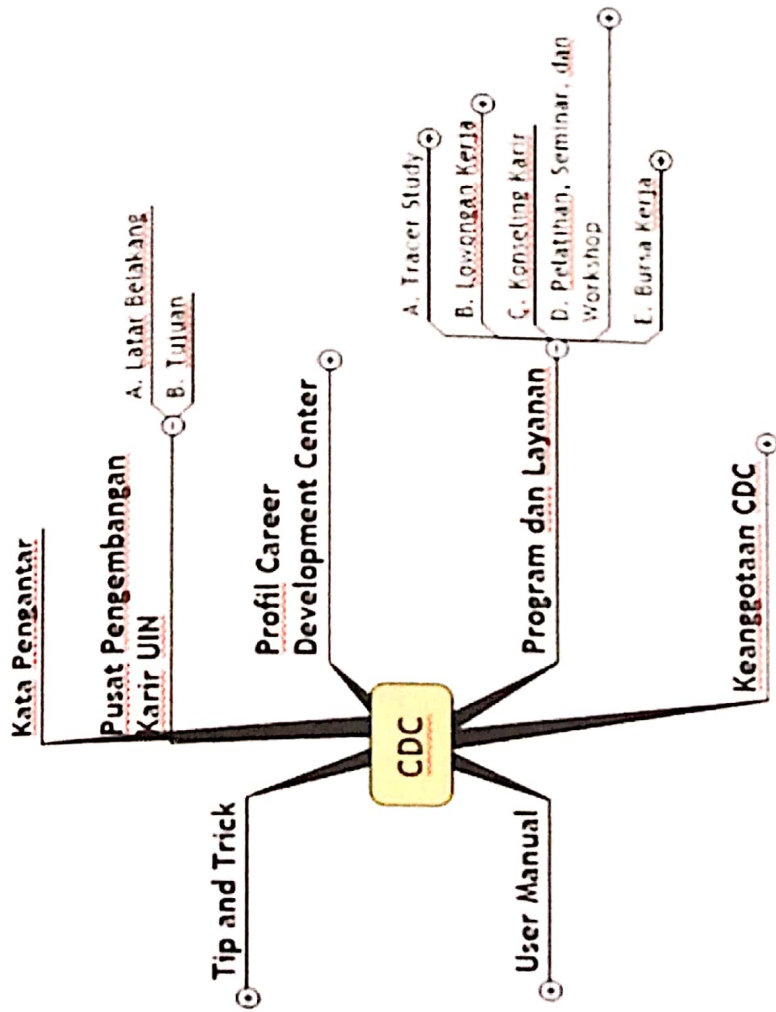 Kata Pengantar
Pusat Pengembangan
Karir UIN
A. Latar Belakang
B. Tujuan
Profil Career
Development Center
Program dan Layanan
A. Tracer Study
B. Lowongan Kerja
C. Konseling Karir
D. Pelatihan, Seminar, dan
Workshop
E. Bursa Kerja
Keanggotaan CDC
CDC
Tip and Trick
User Manual